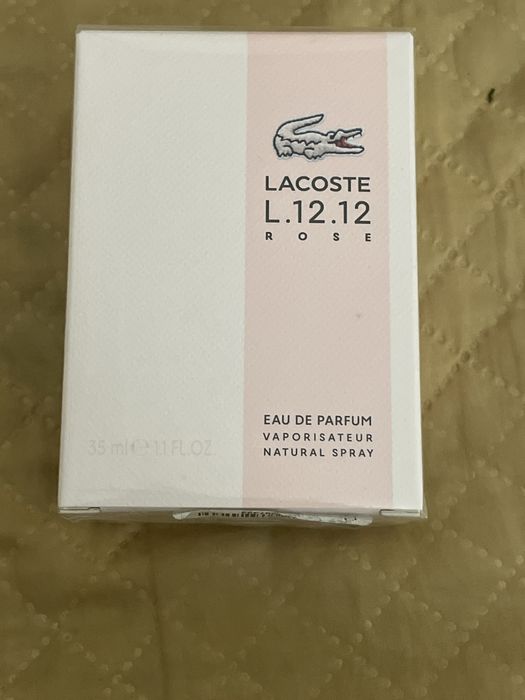 LACOSTE
L.12.12
ROSE
EAU DE PARFUM
VAPORISATEUR
NATURAL SPRAY
35 ml ℮ 1.1 FL.OZ.